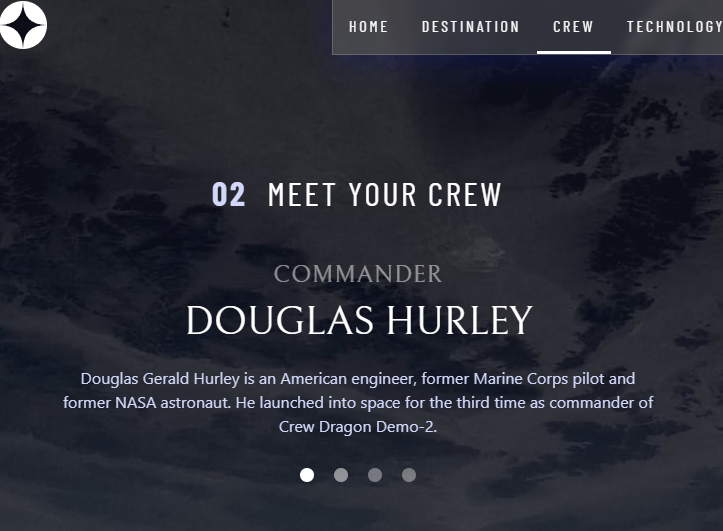 HOME DESTINATION CREW TECHNOLOGY
02 MEET YOUR CREW
COMMANDER
DOUGLAS HURLEY
Douglas Gerald Hurley is an American engineer, former Marine Corps pilot and
former NASA astronaut. He launched into space for the third time as commander of
Crew Dragon Demo-2.